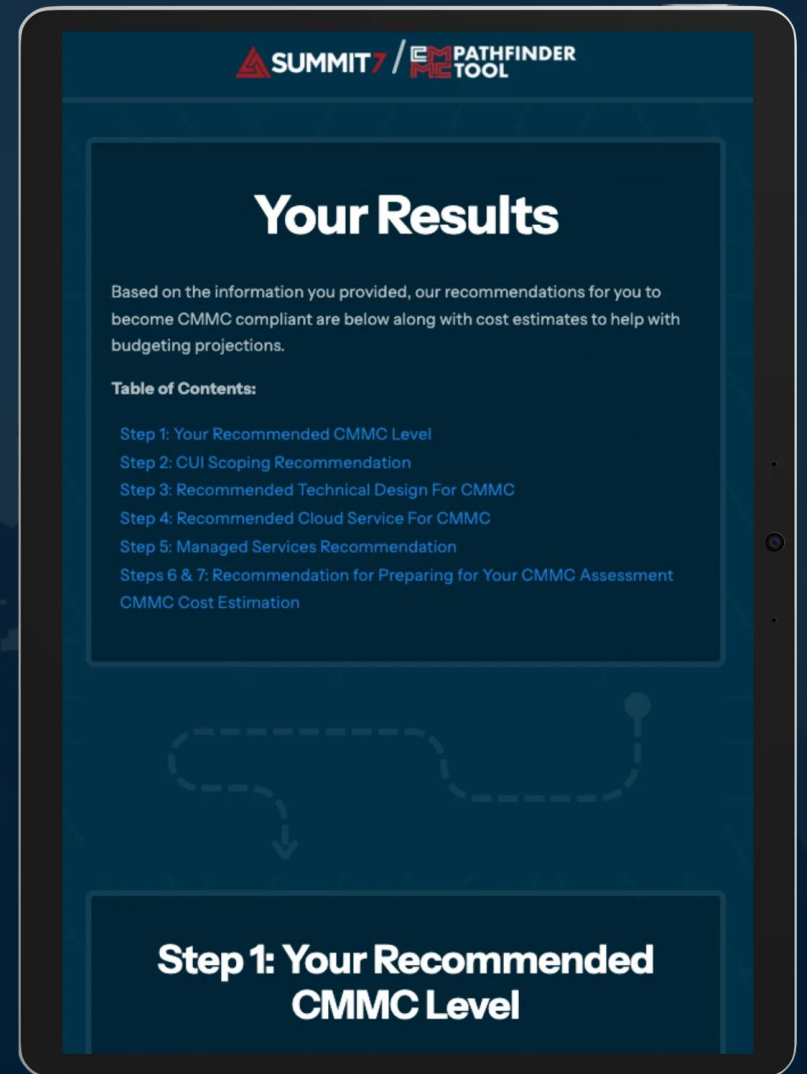 SUMMIT7 / CMMC PATHFINDER
TOOL
Your Results
Based on the information you provided, our recommendations for you to
become CMMC compliant are below along with cost estimates to help with
budgeting projections.
Table of Contents:
Step 1: Your Recommended CMMC Level
Step 2: CUI Scoping Recommendation
Step 3: Recommended Technical Design For CMMC
Step 4: Recommended Cloud Service For CMMC
Step 5: Managed Services Recommendation
Steps 6 & 7: Recommendation for Preparing for Your CMMC Assessment
CMMC Cost Estimation
Step 1: Your Recommended
CMMC Level